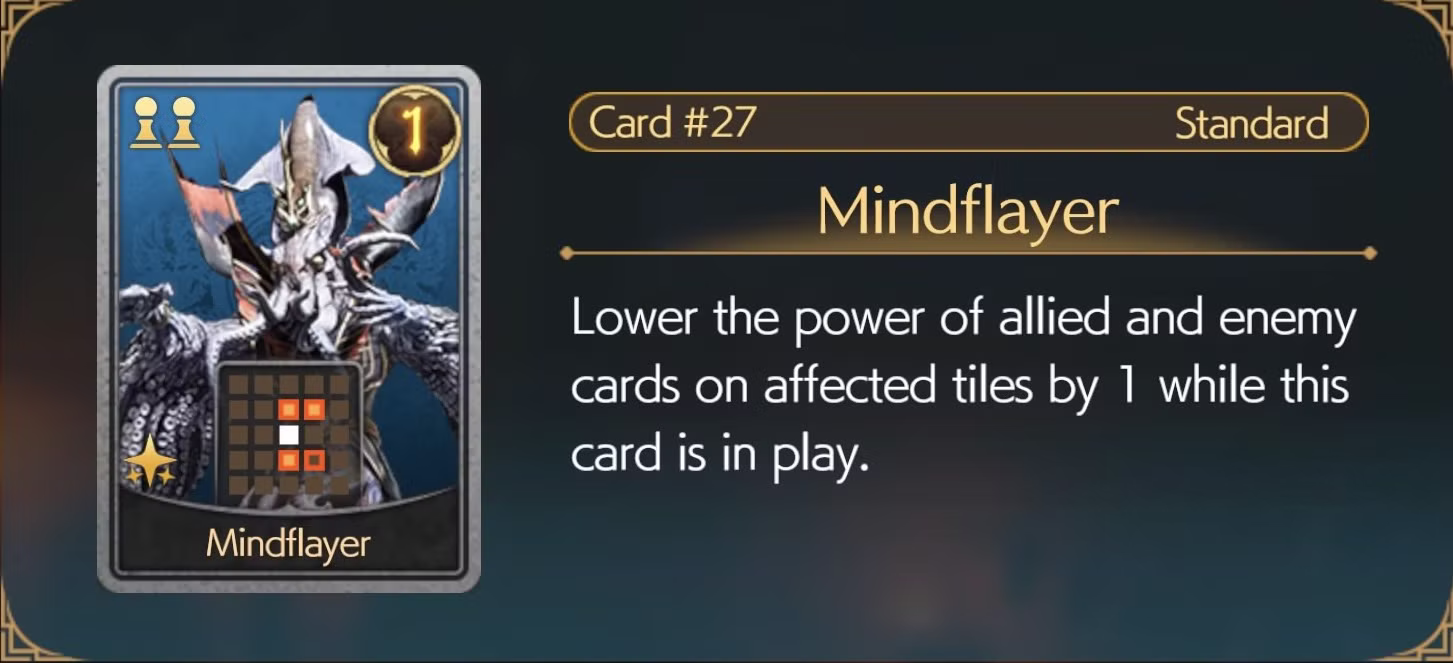 1
Mindflayer
Card #27
Standard
Mindflayer
Lower the power of allied and enemy
cards on affected tiles by 1 while this
card is in play.